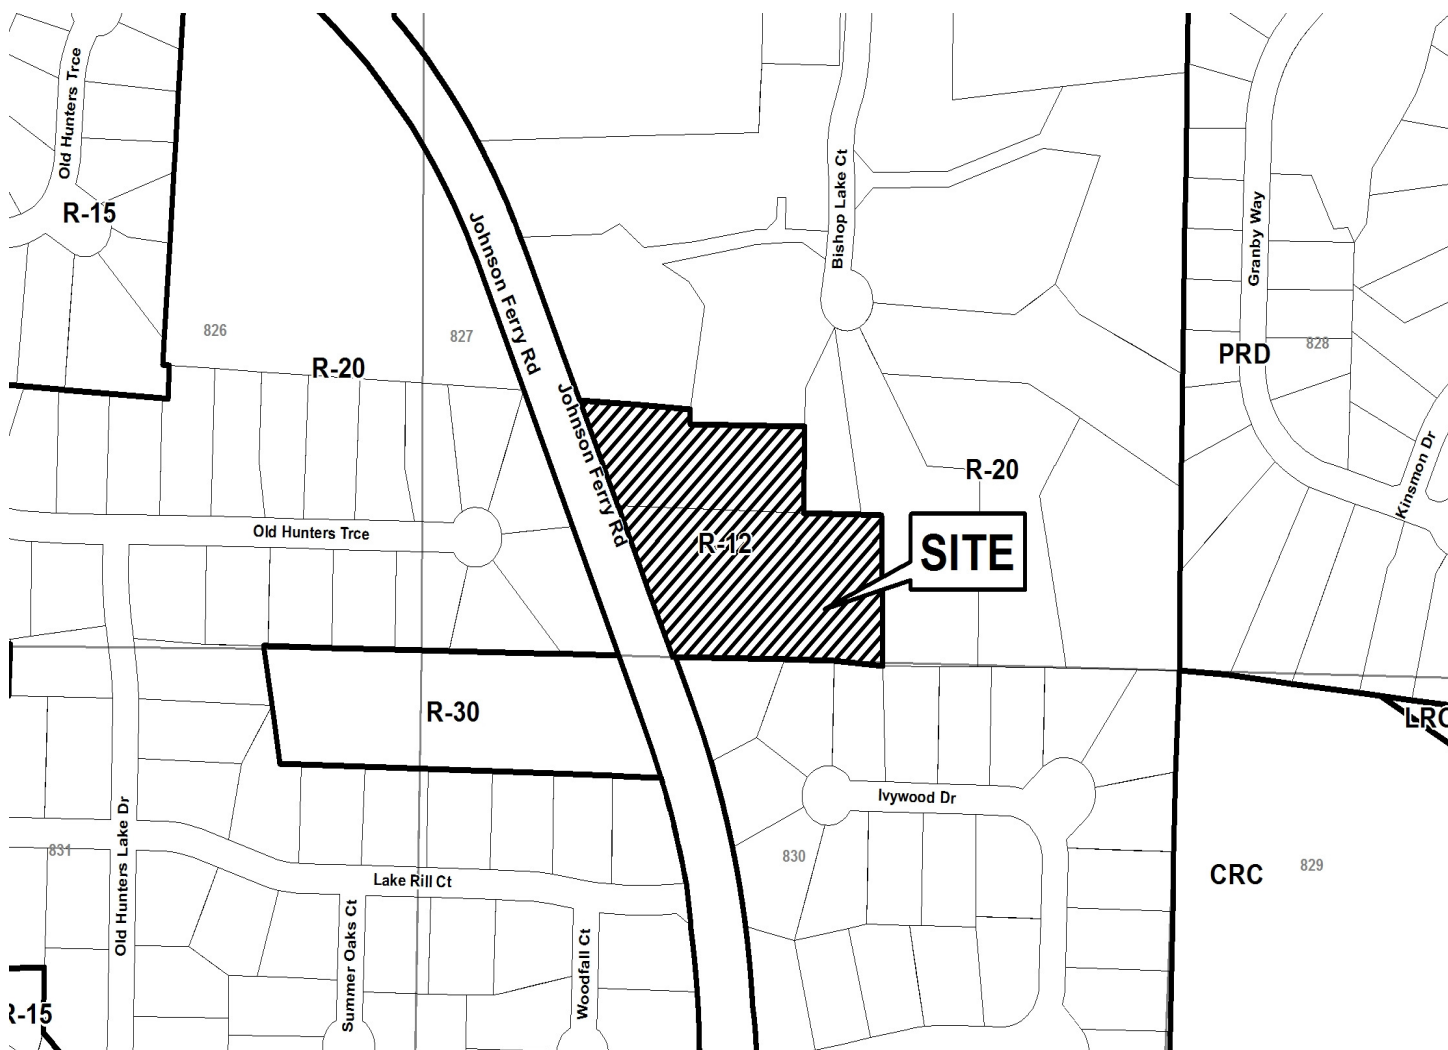 Old Hunters Trce
R-15
Johnson Ferry Rd
Bishop Lake Ct
Granby Way
826
827
R-20
PRD
828
Johnson Ferry Rd
R-20
Kinsmon Dr
Old Hunters Trce
R-12
SITE
R-30
LRC
Ivywood Dr
Old Hunters Lake Dr
831
830
CRC
829
Lake Rill Ct
Summer Oaks Ct
Woodfall Ct
R-15